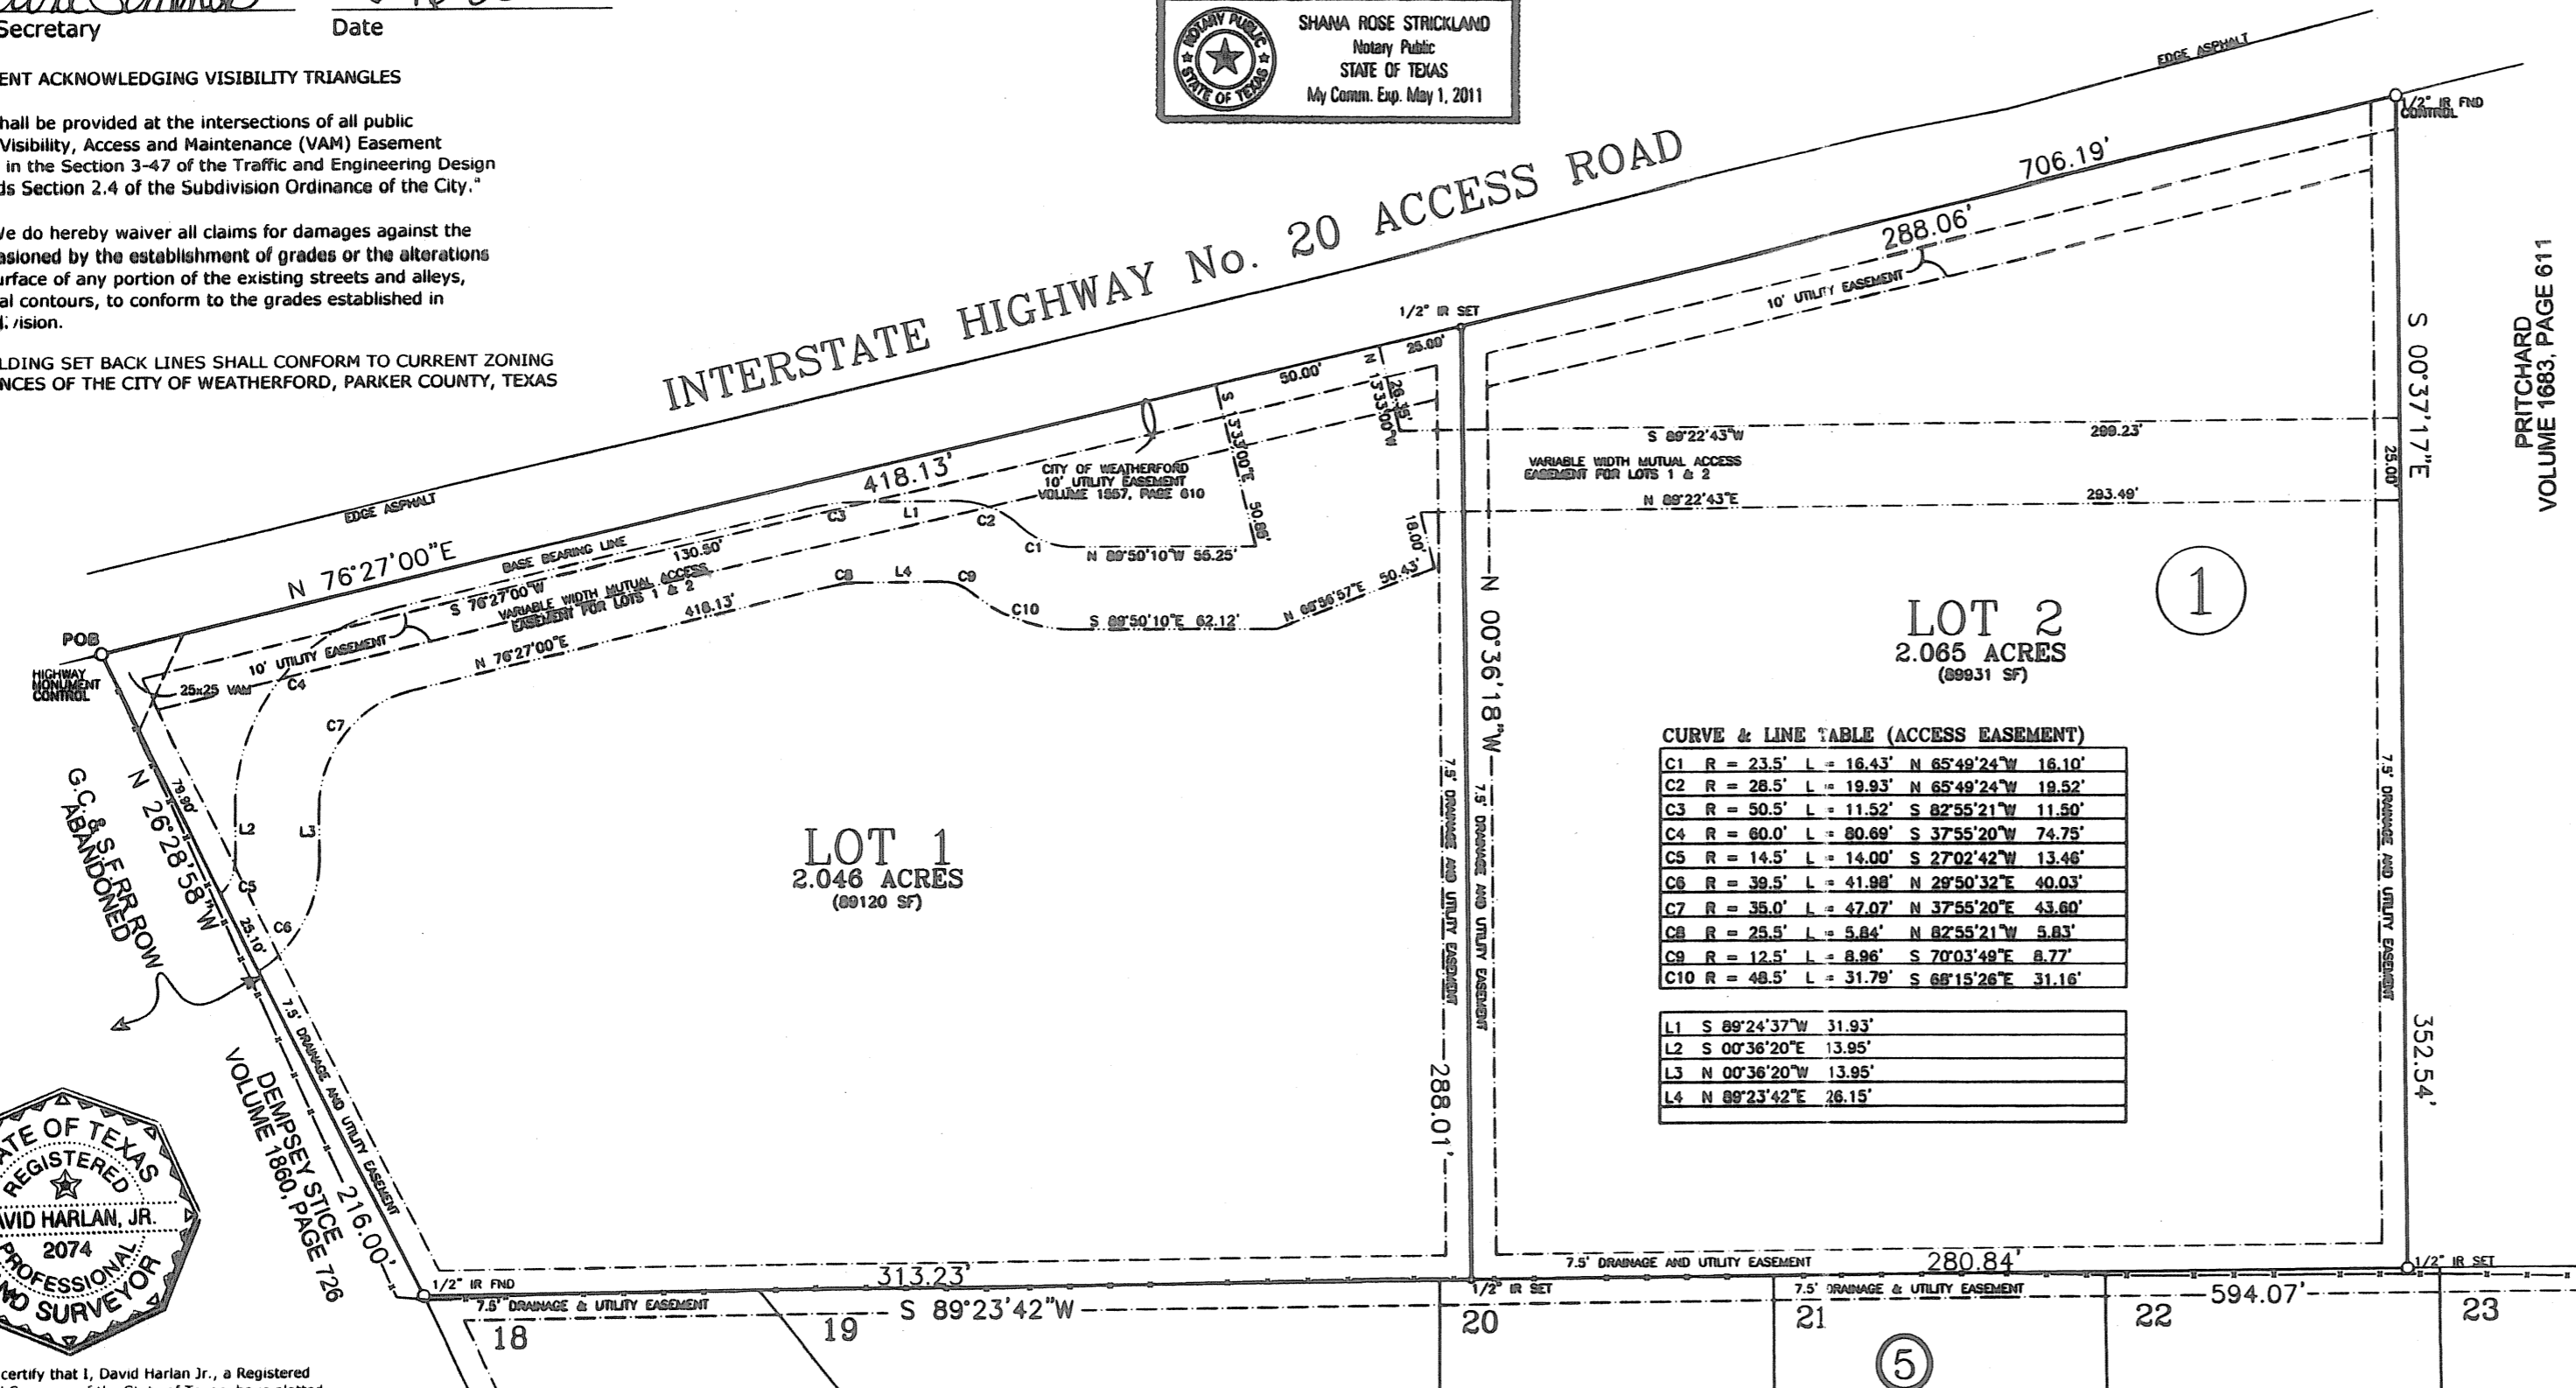 Secretary
Date
ENT ACKNOWLEDGING VISIBILITY TRIANGLES
hall be provided at the intersections of all public
Visibility, Access and Maintenance (VAM) Easement
in the Section 3-47 of the Traffic and Engineering Design
ds Section 2.4 of the Subdivision Ordinance of the City."
We do hereby waiver all claims for damages against the
asioned by the establishment of grades or the alterations
urface of any portion of the existing streets and alleys,
al contours, to conform to the grades established in
vision.
LDING SET BACK LINES SHALL CONFORM TO CURRENT ZONING
NCES OF THE CITY OF WEATHERFORD, PARKER COUNTY, TEXAS
NOTARY PUBLIC
STATE OF TEXAS
SHANA ROSE STRICKLAND
Notary Public
STATE OF TEXAS
My Comm. Exp. May 1, 2011
EDGE ASPHALT
1/2" IR FND
CONTROL
INTERSTATE HIGHWAY No. 20 ACCESS ROAD
706.19'
288.06'
10' UTILITY EASEMENT
1/2" IR SET
25.00'
50.00'
N 13°33'00"W
26.35'
S 13°33'00"E
50.86'
S 89°22'43"W
299.23'
VARIABLE WIDTH MUTUAL ACCESS
EASEMENT FOR LOTS 1 & 2
N 89°22'43"E
293.49'
25.00'
S 00°37'17"E
352.54'
PRITCHARD
VOLUME 1683, PAGE 611
418.13'
CITY OF WEATHERFORD
10' UTILITY EASEMENT
VOLUME 1557, PAGE 610
EDGE ASPHALT
N 76°27'00"E
BASE BEARING LINE
C3
L1
C2
C1
N 89°50'10"W 55.25'
18.00'
130.50'
S 76°27'00"W
VARIABLE WIDTH MUTUAL ACCESS
EASEMENT FOR LOTS 1 & 2
418.13'
C8
L4
C9
C10
S 89°50'10"E 62.12'
N 66°56'57"E 50.43'
N 76°27'00"E
POB
HIGHWAY
MONUMENT
CONTROL
10' UTILITY EASEMENT
25x25 VAM
C4
C7
79.90'
N 26°28'58"W
L2
L3
C5
C6
25.10'
G.C. & S.F. RR ROW
ABANDONED
7.5' DRAINAGE AND UTILITY EASEMENT
DEMPSEY STICE
VOLUME 1860, PAGE 726
216.00'
LOT 1
2.046 ACRES
(89120 SF)
N 00°36'18"W
288.01'
7.5' DRAINAGE AND UTILITY EASEMENT
7.5' DRAINAGE AND UTILITY EASEMENT
1
LOT 2
2.065 ACRES
(89931 SF)
CURVE & LINE TABLE (ACCESS EASEMENT)
C1 R = 23.5' L = 16.43' N 65°49'24"W 16.10'
C2 R = 28.5' L = 19.93' N 65°49'24"W 19.52'
C3 R = 50.5' L = 11.52' S 82°55'21"W 11.50'
C4 R = 60.0' L = 80.69' S 37°55'20"W 74.75'
C5 R = 14.5' L = 14.00' S 27°02'42"W 13.46'
C6 R = 39.5' L = 41.98' N 29°50'32"E 40.03'
C7 R = 35.0' L = 47.07' N 37°55'20"E 43.60'
C8 R = 25.5' L = 5.84' N 82°55'21"W 5.83'
C9 R = 12.5' L = 8.96' S 70°03'49"E 8.77'
C10 R = 48.5' L = 31.79' S 68°15'26"E 31.16'
L1 S 89°24'37"W 31.93'
L2 S 00°36'20"E 13.95'
L3 N 00°36'20"W 13.95'
L4 N 89°23'42"E 26.15'
7.5' DRAINAGE AND UTILITY EASEMENT
7.5' DRAINAGE AND UTILITY EASEMENT
280.84'
1/2" IR SET
1/2" IR FND
313.23'
7.5' DRAINAGE & UTILITY EASEMENT
S 89°23'42"W
1/2" IR SET
7.5' DRAINAGE & UTILITY EASEMENT
594.07'
18
19
20
21
22
23
5
ATE OF TEXAS
REGISTERED
AVID HARLAN, JR.
2074
PROFESSIONAL
ND SURVEYOR
certify that I, David Harlan Jr., a Registered